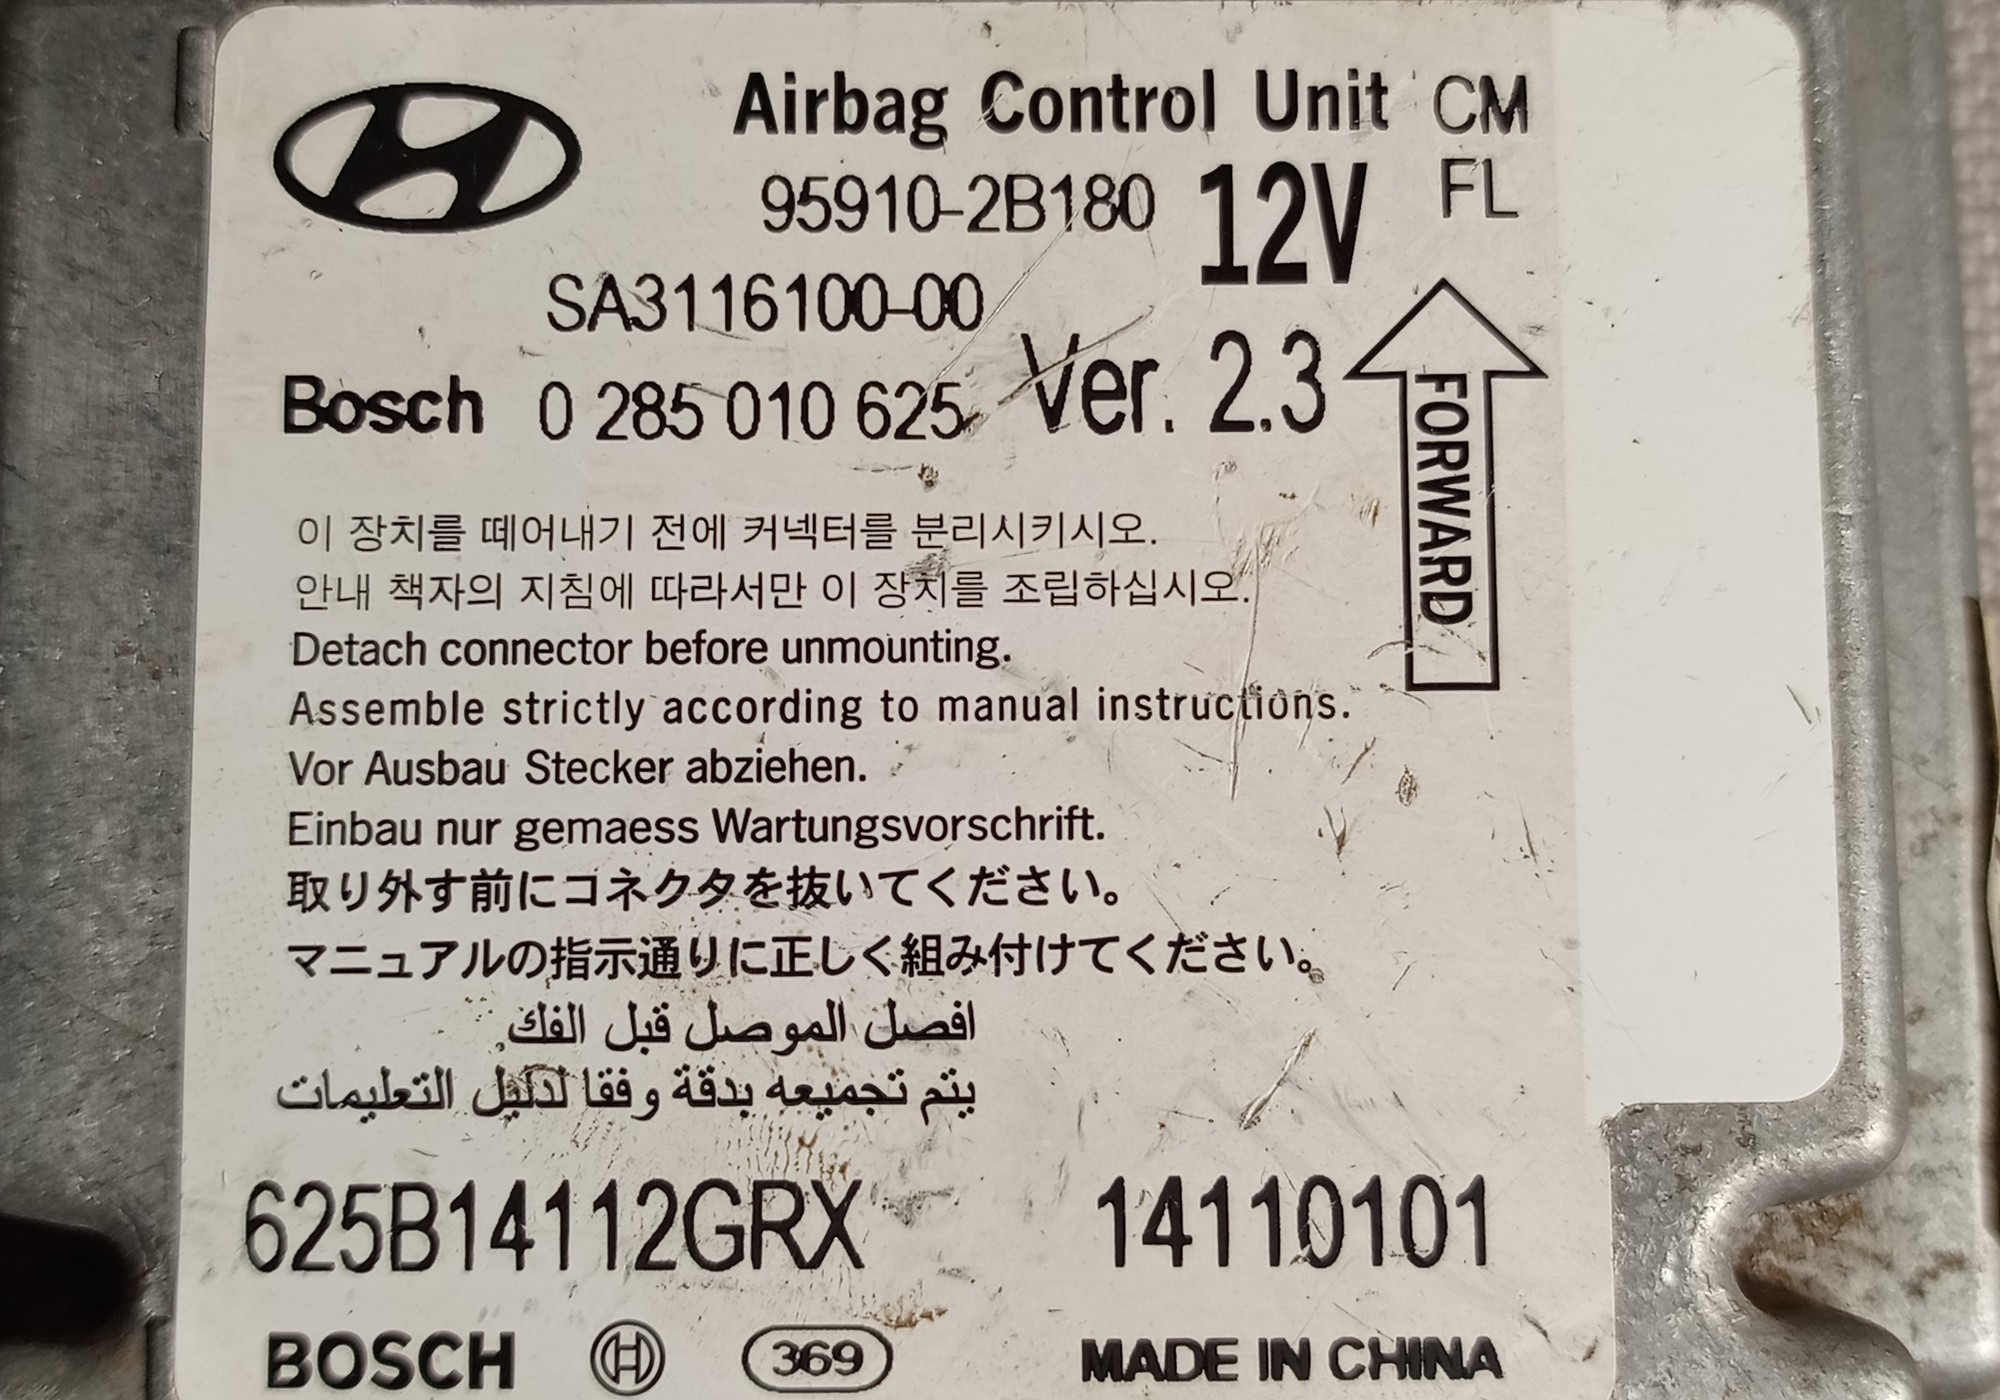 Airbag Control Unit CM
95910-2B180 12V FL
SA3116100-00
Bosch 0 285 010 625 Ver. 2.3
FORWARD
이 장치를 떼어내기 전에 커넥터를 분리시키시오.
안내 책자의 지침에 따라서만 이 장치를 조립하십시오.
Detach connector before unmounting.
Assemble strictly according to manual instructions.
Vor Ausbau Stecker abziehen.
Einbau nur gemaess Wartungsvorschrift.
取り外す前にコネクタを抜いてください。
マニュアルの指示通りに正しく組み付けてください。
افصل الموصل قبل الفك.
يتم تجميعه بدقة وفقا لدليل التعليمات
625B14112GRX 14110101
BOSCH 369 MADE IN CHINA